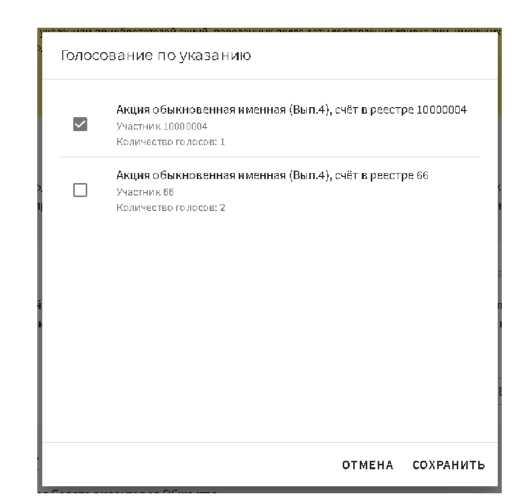 Голосование по указанию
Акция обыкновенная именная (Вып.4), счёт в реестре 10000004
Участник 10000004
Количество голосов: 1
Акция обыкновенная именная (Вып.4), счёт в реестре 66
Участник 66
Количество голосов: 2
ОТМЕНА СОХРАНИТЬ